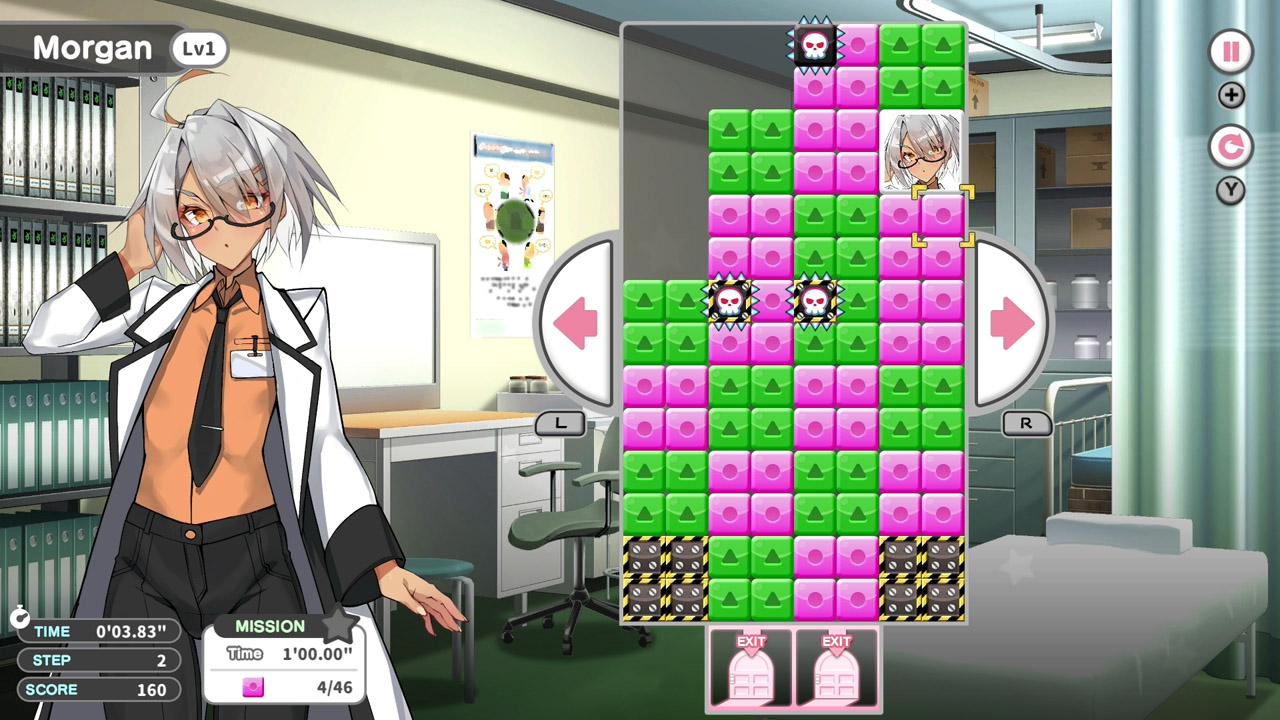 Morgan Lv1
Y
L
R
EXIT EXIT
TIME 0'03.83"
STEP 2
SCORE 160
MISSION
Time 1'00.00"
4/46